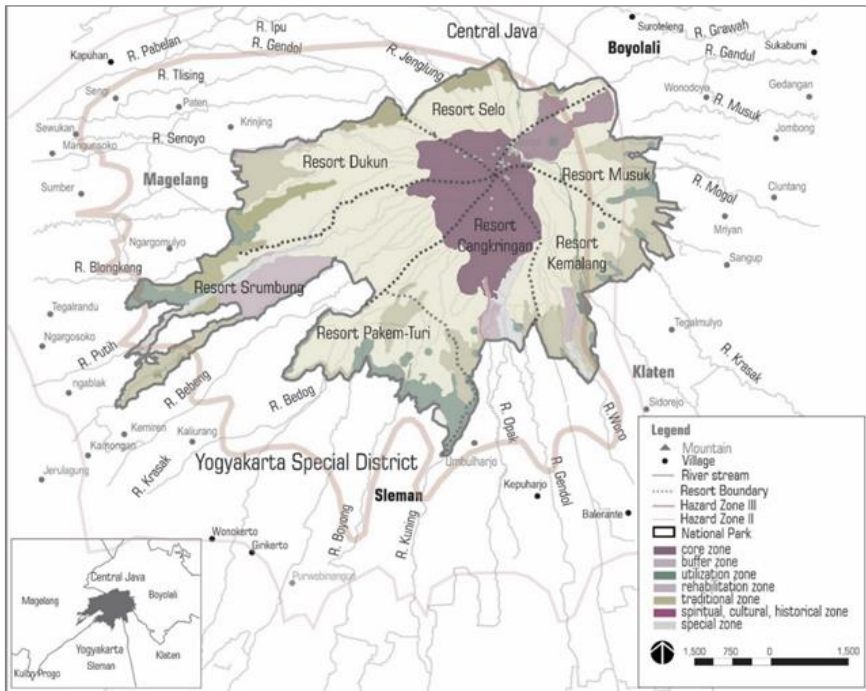 Central Java
R. Ipu
R. Pabelan
R. Gendol
Kapuhan
Suroteleng
R. Grawah
Boyolali
R. Gandul
Sukabumi
R. Tlising
R. Jenglung
Sengi
Paten
Wonodoyo
Gedangan
R. Musuk
Krinjing
Resort Selo
Sewukan
R. Senoyo
Jombong
Resort Dukun
Resort Musuk
Magelang
R. Mogol
Cluntang
Sumber
Mriyan
Resort
Cangkringan
Ngargomulyo
Resort
Kemalang
Sangup
R. Blongkeng
Resort Srumbung
Tegalrandu
Ngargosoko
Resort Pakem-Turi
Tegalmulyo
R. Putih
R. Krasak
ngablak
R. Bebeng
R. Bedog
Klaten
Kemiren
Kaliurang
R. Woro
Sidorejo
Kamongan
R. Opak
Jerulagung
R. Krasak
Yogyakarta Special District
Umbulharjo
Sleman
R. Gendol
Kepuharjo
Balerante
R. Boyong
R. Kuning
Wonokerto
Girikerto
Purwobinangun
Legend
Mountain
Village
River stream
Resort Boundary
Hazard Zone III
Hazard Zone II
National Park
core zone
buffer zone
utilization zone
rehabilitation zone
traditional zone
spiritual, cultural, historical zone
special zone
1,500 750 0 1,500
Central Java
Magelang
Boyolali
Yogyakarta
Sleman
Klaten
Kulon Progo